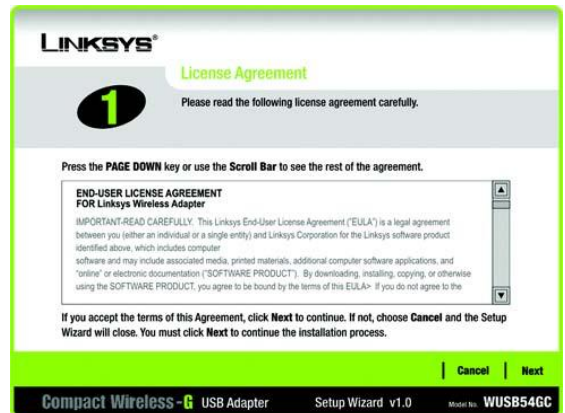 LINKSYS®
License Agreement
1
Please read the following license agreement carefully.
Press the PAGE DOWN key or use the Scroll Bar to see the rest of the agreement.
END-USER LICENSE AGREEMENT
FOR Linksys Wireless Adapter
IMPORTANT-READ CAREFULLY. This Linksys End-User License Agreement ("EULA") is a legal agreement
between you (either an individual or a single entity) and Linksys Corporation for the Linksys software product
identified above, which includes computer
software and may include associated media, printed materials, additional computer software applications, and
"online" or electronic documentation ("SOFTWARE PRODUCT"). By downloading, installing, copying, or otherwise
using the SOFTWARE PRODUCT, you agree to be bound by the terms of this EULA> If you do not agree to the
If you accept the terms of this Agreement, click Next to continue. If not, choose Cancel and the Setup
Wizard will close. You must click Next to continue the installation process.
Cancel | Next
Compact Wireless-G USB Adapter Setup Wizard v1.0 Model No. WUSB54GC